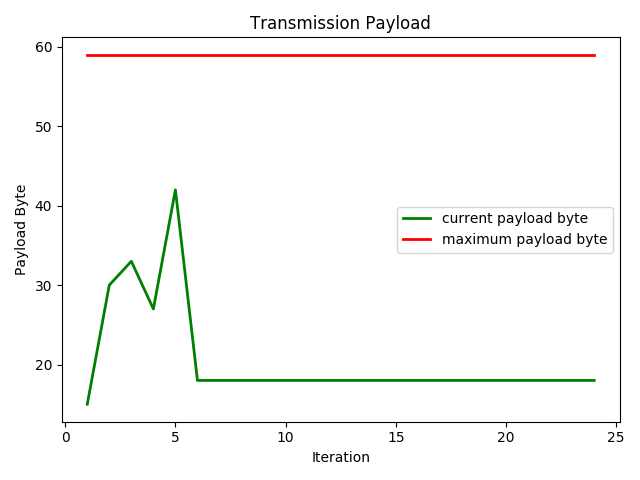 Transmission Payload
60
50
40
30
20
Payload Byte
current payload byte
maximum payload byte
0
5
10
15
20
25
Iteration